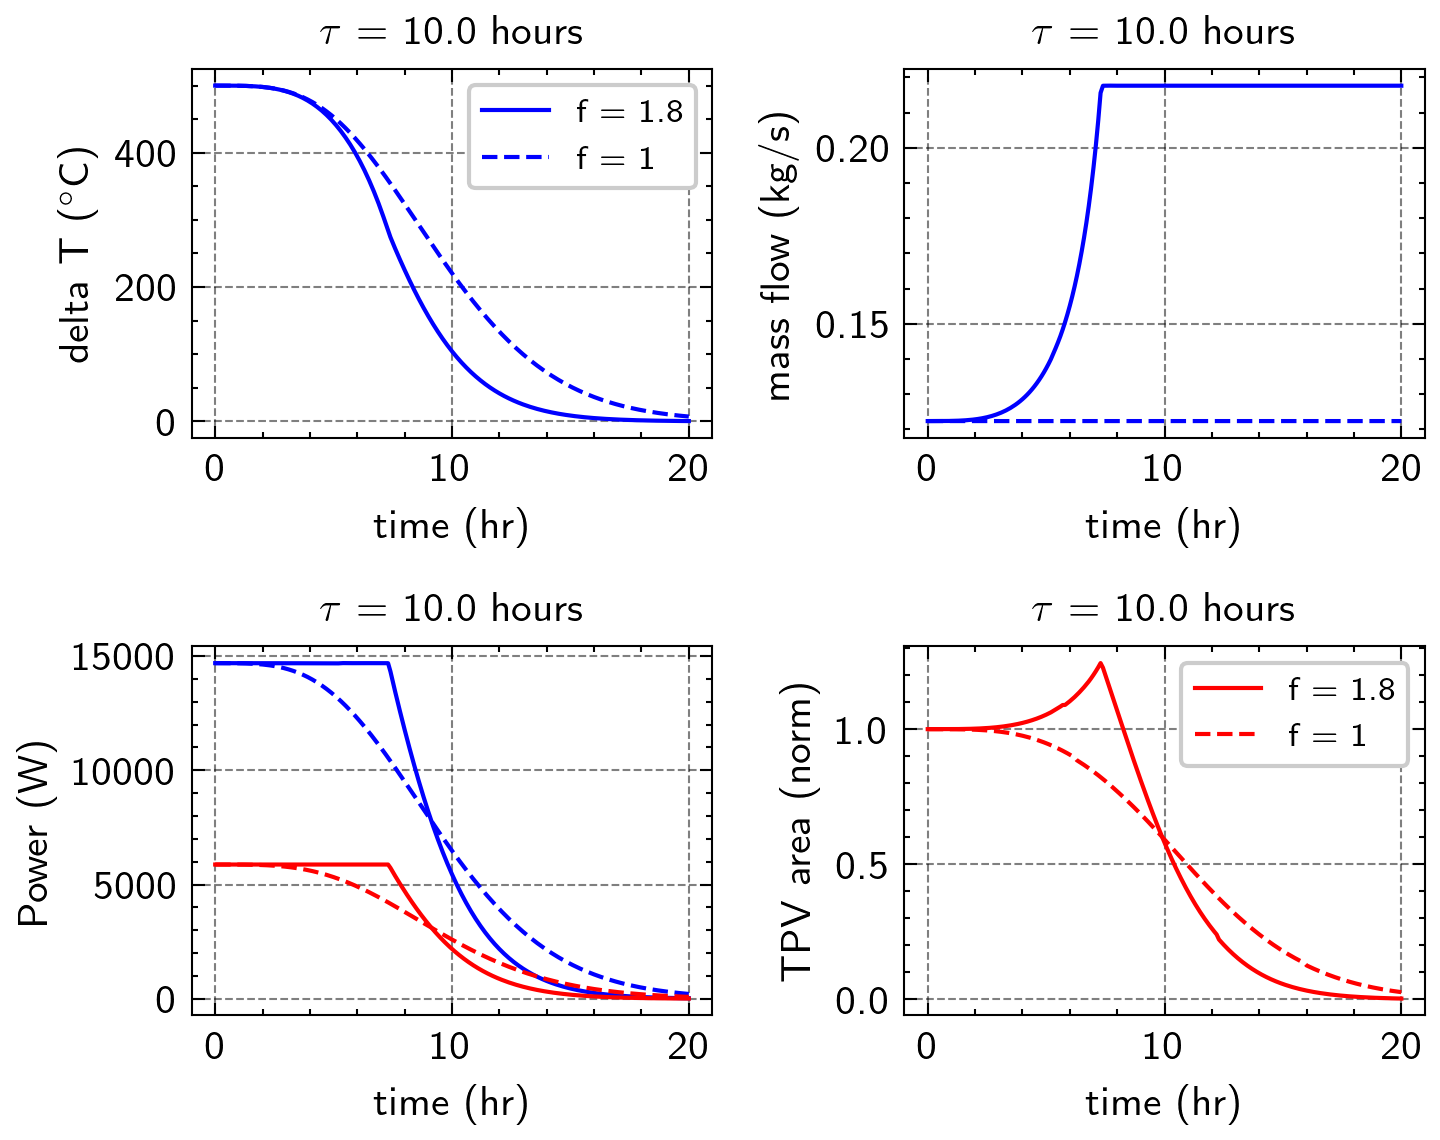 τ = 10.0 hours
delta T (°C)
400
200
0
f = 1.8
f = 1
0
10
20
time (hr)
τ = 10.0 hours
mass flow (kg/s)
0.20
0.15
0
10
20
time (hr)
τ = 10.0 hours
Power (W)
15000
10000
5000
0
0
10
20
time (hr)
τ = 10.0 hours
TPV area (norm)
1.0
0.5
0.0
f = 1.8
f = 1
0
10
20
time (hr)